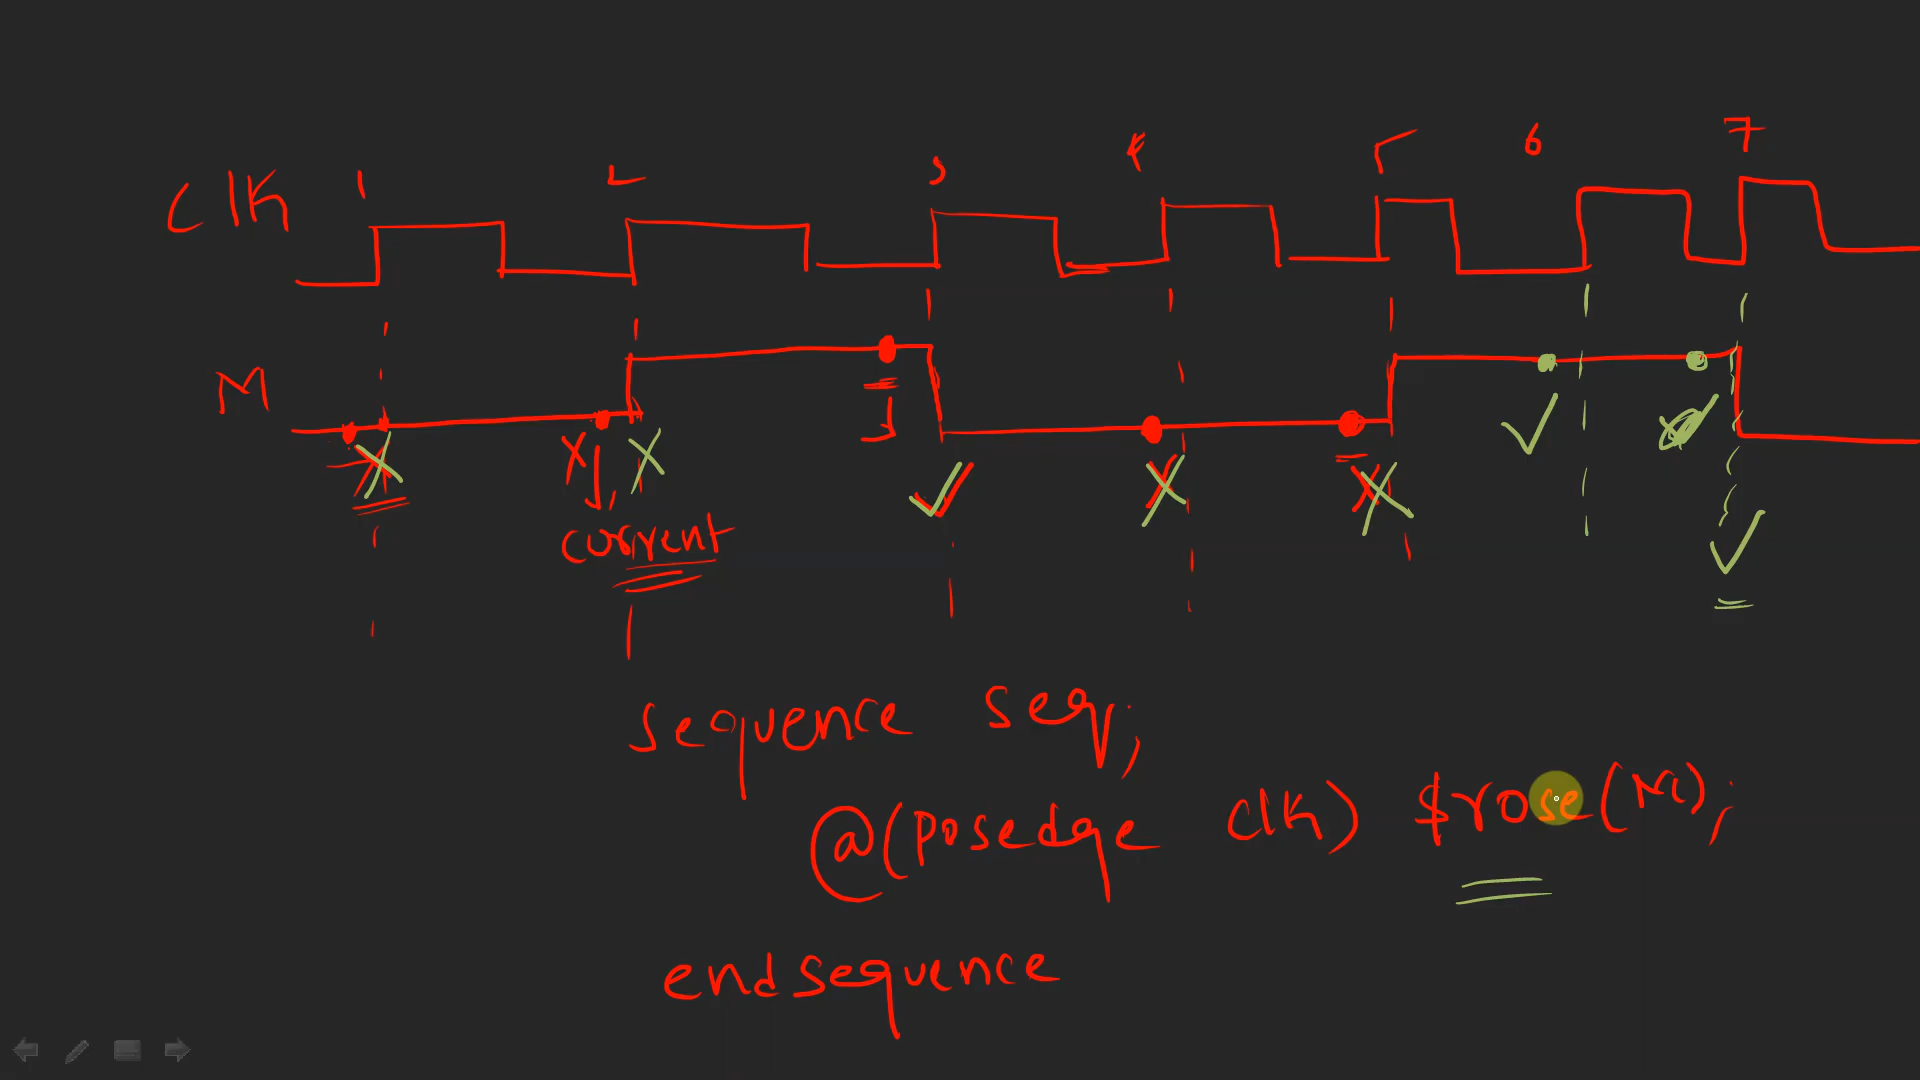 1 2 3 4 5 6 7
Clk
M
current
sequence seq;
@(posedge clk) $rose(M);
endsequence